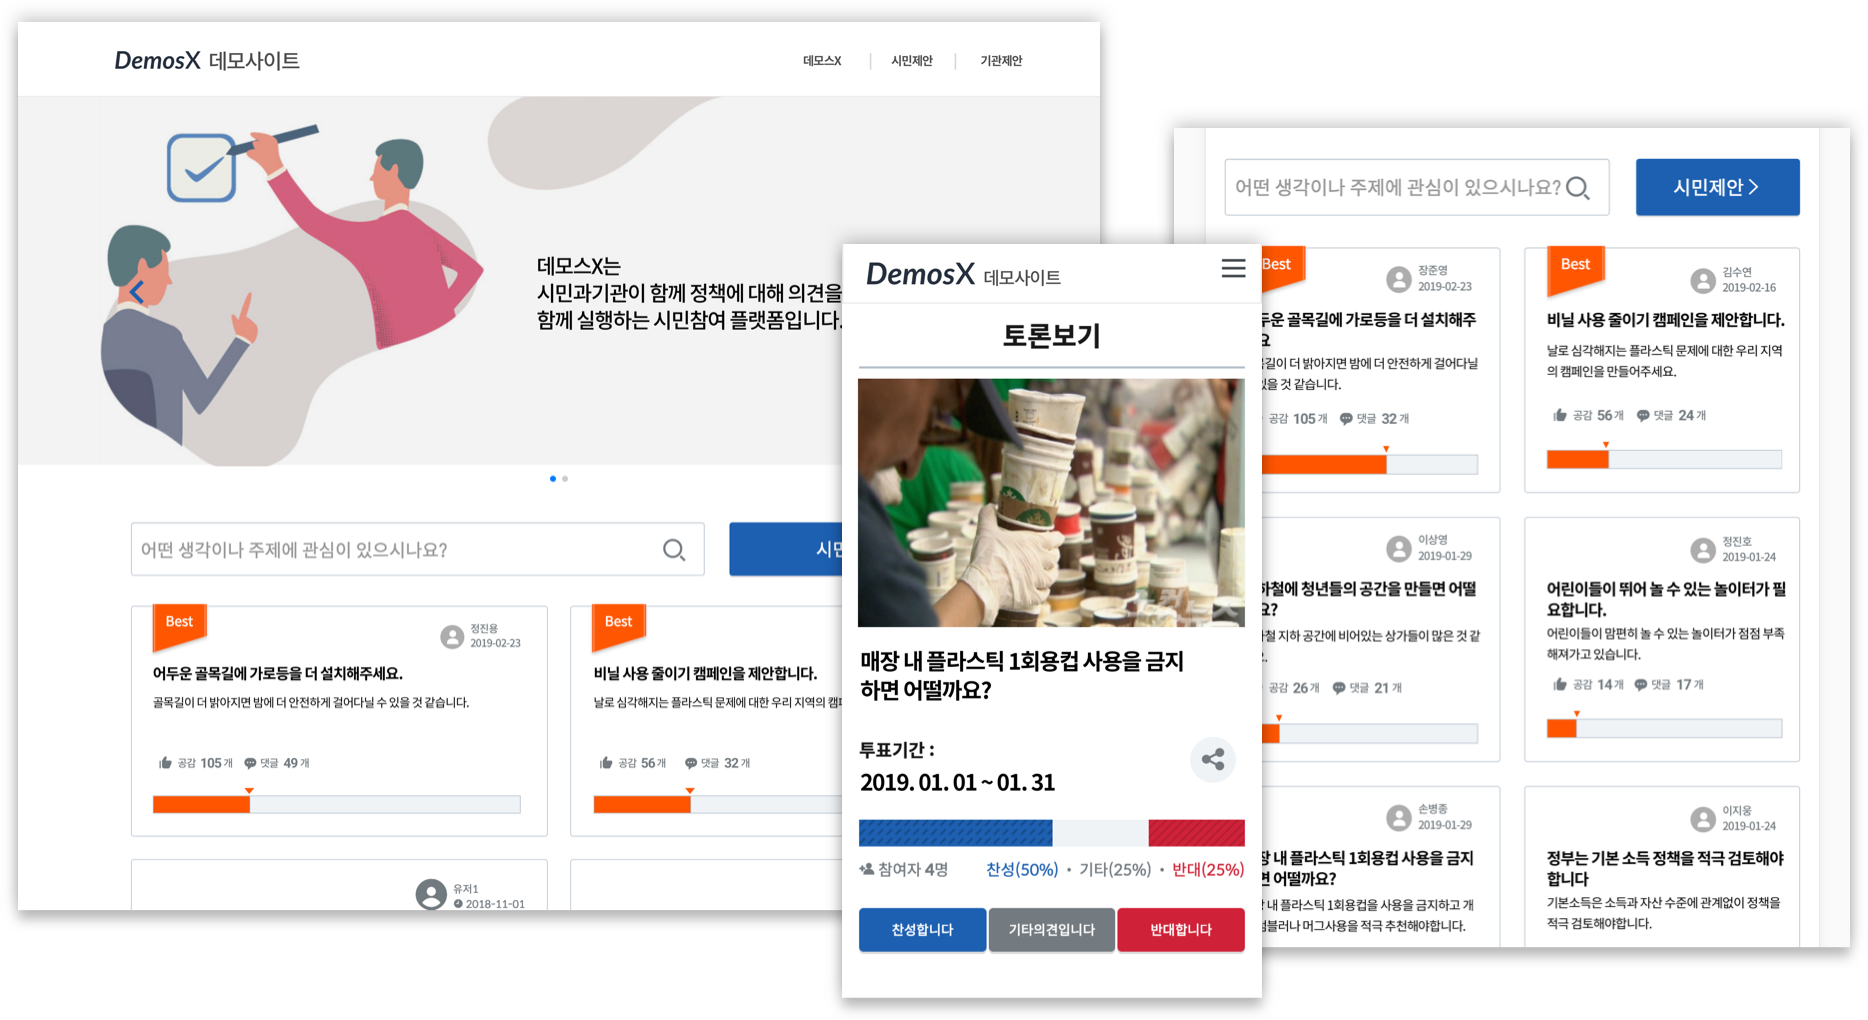 DemosX 데모사이트
데모스X
시민제안
기관제안
데모스X는
시민과기관이 함께 정책에 대해 의견을
함께 실행하는 시민참여 플랫폼입니다.
어떤 생각이나 주제에 관심이 있으시나요?
시민
Best
정진용
2019-02-23
어두운 골목길에 가로등을 더 설치해주세요.
골목길이 더 밝아지면 밤에 더 안전하게 걸어다닐 수 있을 것 같습니다.
공감 105개 댓글 49개
Best
비닐 사용 줄이기 캠페인을 제안합니다.
날로 심각해지는 플라스틱 문제에 대한 우리 지역의 캠
공감 56개 댓글 32개
유저1
2018-11-01
DemosX 데모사이트
토론보기
매장 내 플라스틱 1회용컵 사용을 금지
하면 어떨까요?
투표기간 :
2019. 01. 01 ~ 01. 31
참여자 4명 찬성(50%) • 기타(25%) • 반대(25%)
찬성합니다
기타의견입니다
반대합니다
어떤 생각이나 주제에 관심이 있으시나요?
시민제안
Best
장준영
2019-02-23
두운 골목길에 가로등을 더 설치해주
요
길이 더 밝아지면 밤에 더 안전하게 걸어다닐
있을 것 같습니다.
공감 105개 댓글 32개
Best
김수연
2019-02-16
비닐 사용 줄이기 캠페인을 제안합니다.
날로 심각해지는 플라스틱 문제에 대한 우리 지역
의 캠페인을 만들어주세요.
공감 56개 댓글 24개
이상영
2019-01-29
하철에 청년들의 공간을 만들면 어떨
요?
철 지하 공간에 비어있는 상가들이 많은 것 같
공감 26개 댓글 21개
정진호
2019-01-24
어린이들이 뛰어 놀 수 있는 놀이터가 필
요합니다.
어린이들이 맘편히 놀 수 있는 놀이터가 점점 부족
해져가고 있습니다.
공감 14개 댓글 17개
손병종
2019-01-29
장 내 플라스틱 1회용컵 사용을 금지
면 어떨까요?
내 플라스틱 1회용컵을 사용을 금지하고 개
텀블러나 머그사용을 적극 추천해야합니다.
이지웅
2019-01-24
정부는 기본 소득 정책을 적극 검토해야
합니다
기본소득은 소득과 자산 수준에 관계없이 정책을
적극 검토해야합니다.